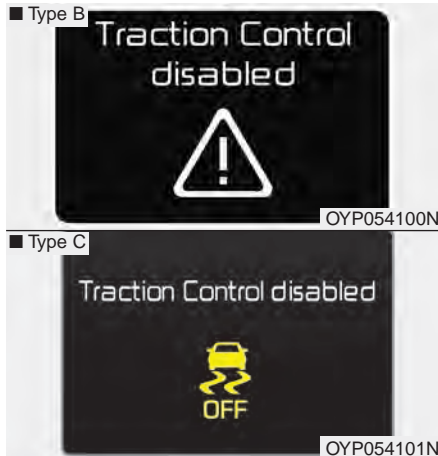 ■ Type B
Traction Control
disabled
OYP054100N
■ Type C
Traction Control disabled
OFF
OYP054101N